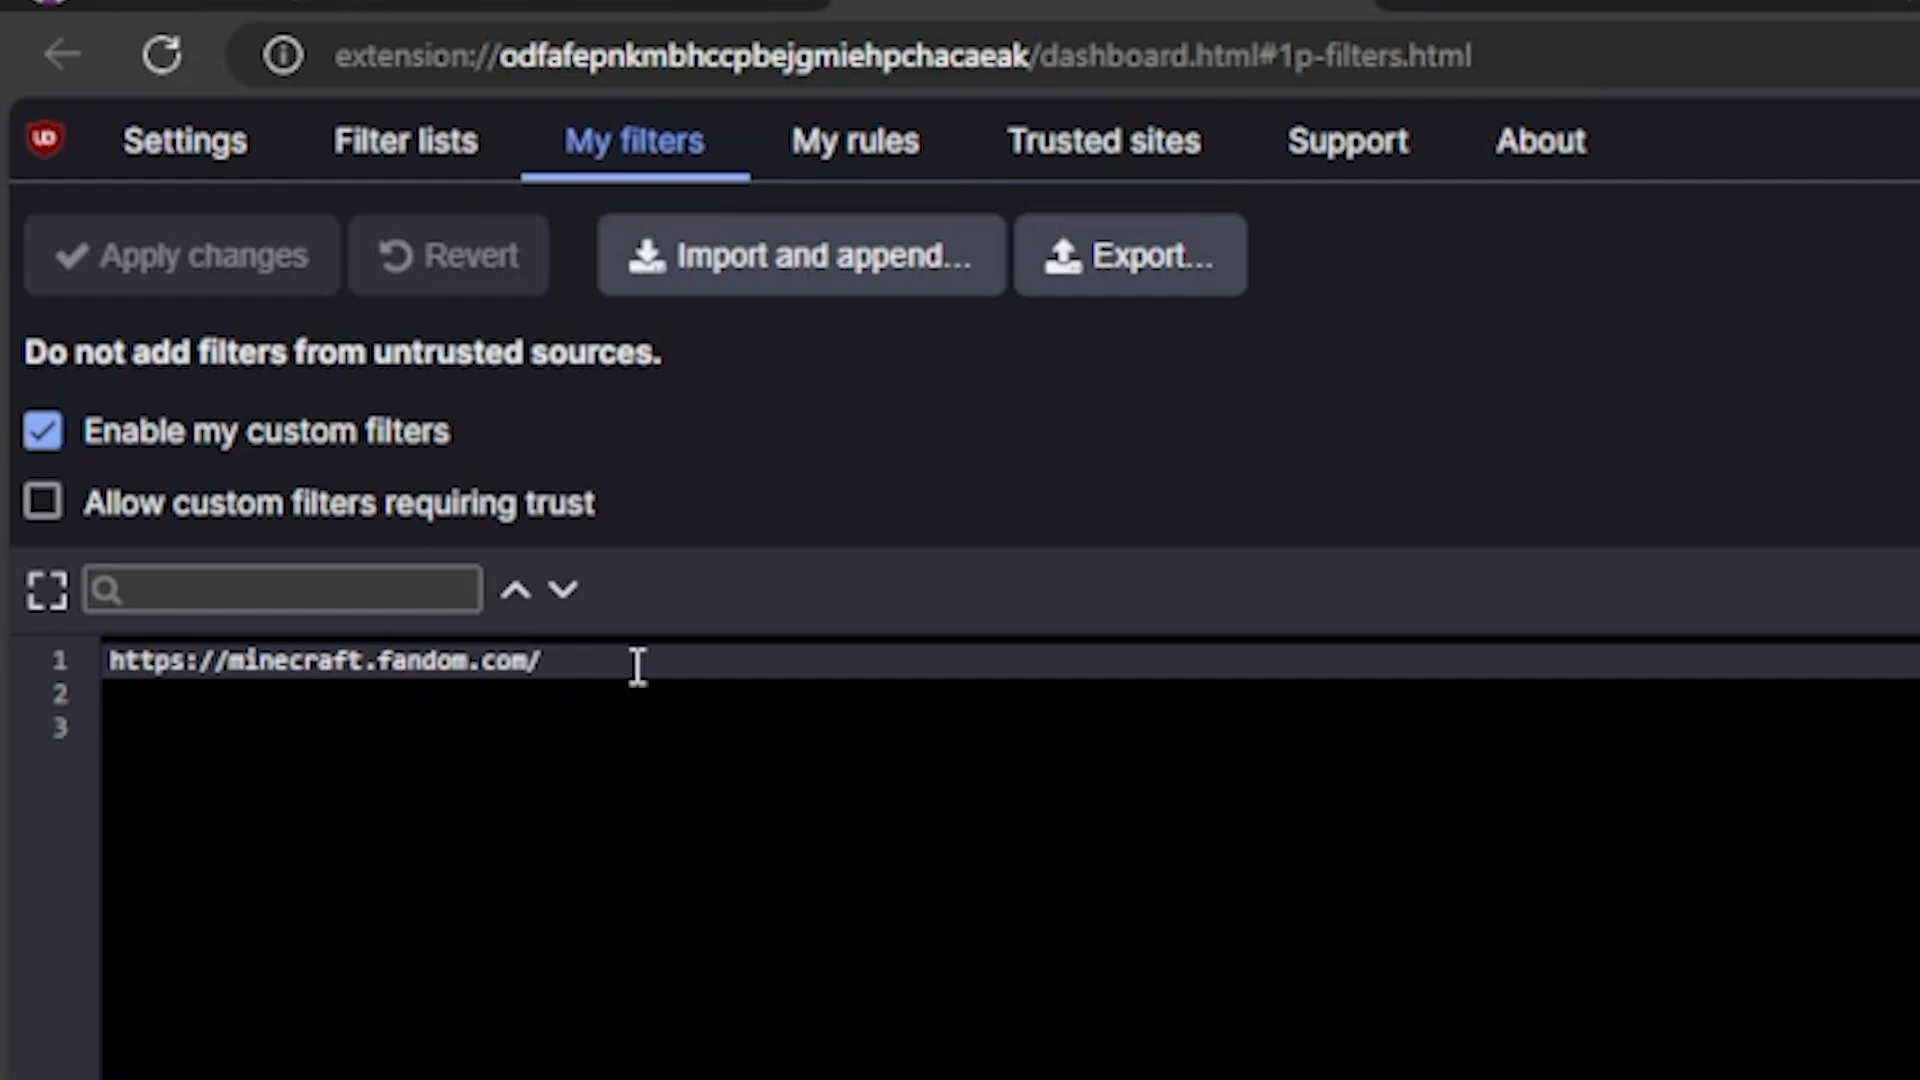 extension://odfafepnkmbhccpbejgmiehpchacaeak/dashboard.html#1p-filters.html
UD Settings Filter lists My filters My rules Trusted sites Support About
Apply changes Revert Import and append... Export...
Do not add filters from untrusted sources.
Enable my custom filters
Allow custom filters requiring trust
1 https://minecraft.fandom.com/
2
3